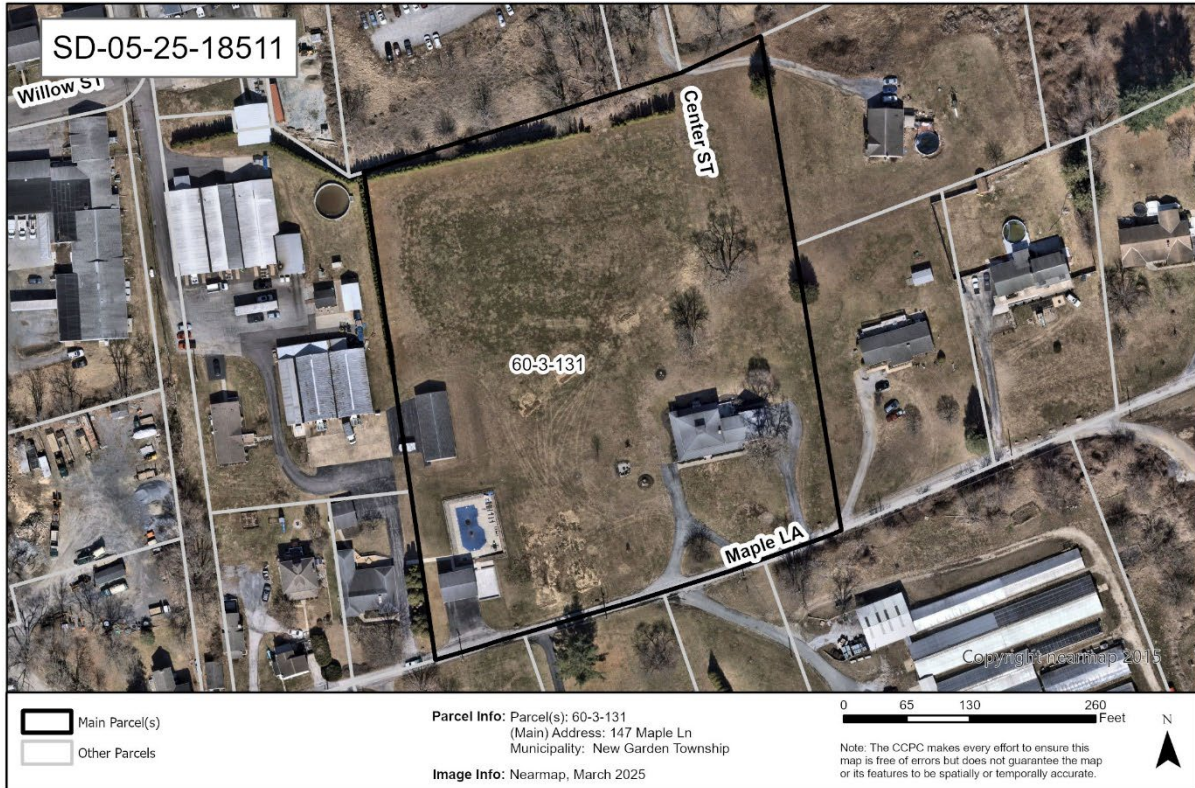 SD-05-25-18511
Willow ST
Center ST
60-3-131
Maple LA
Copyright nearmap 2015
Main Parcel(s)
Other Parcels
Parcel Info: Parcel(s): 60-3-131
(Main) Address: 147 Maple Ln
Municipality: New Garden Township
Image Info: Nearmap, March 2025
0 65 130 260
Feet
Note: The CCPC makes every effort to ensure this
map is free of errors but does not guarantee the map
or its features to be spatially or temporally accurate.
N